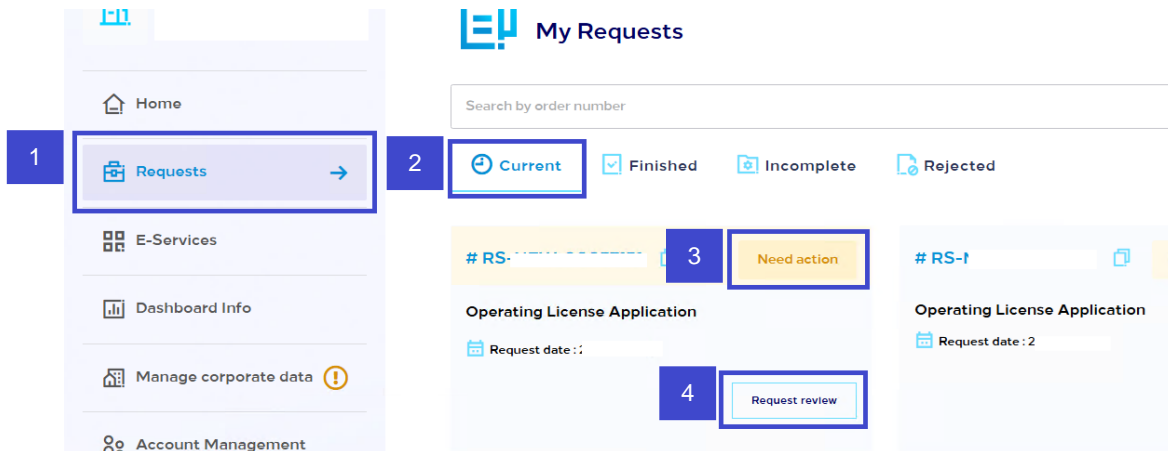 My Requests
Home
Search by order number
1
Requests
2
Current
Finished
Incomplete
Rejected
E-Services
# RS-
3
Need action
# RS-
Dashboard Info
Operating License Application
Operating License Application
Request date :
Request date : 2
Manage corporate data
4
Request review
Account Management